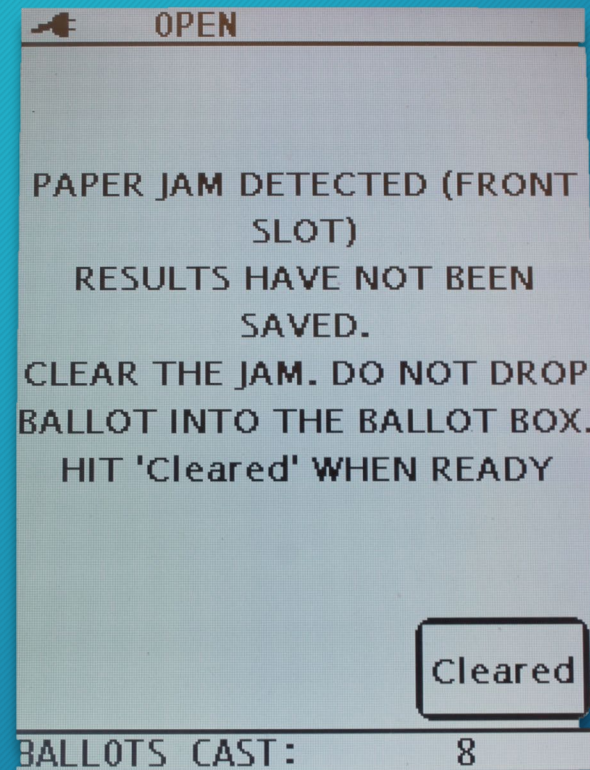 OPEN
PAPER JAM DETECTED (FRONT
SLOT)
RESULTS HAVE NOT BEEN
SAVED.
CLEAR THE JAM. DO NOT DROP
BALLOT INTO THE BALLOT BOX.
HIT 'Cleared' WHEN READY
Cleared
BALLOTS CAST: 8